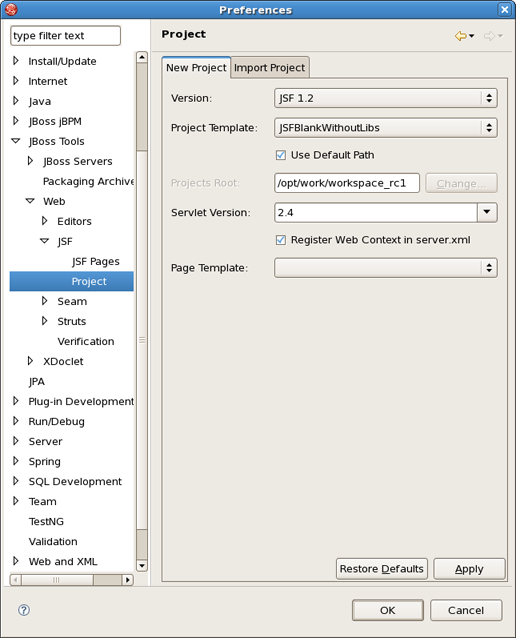 Preferences
type filter text
Install/Update
Internet
Java
JBoss jBPM
JBoss Tools
JBoss Servers
Packaging Archive
Web
Editors
JSF
JSF Pages
Project
Seam
Struts
Verification
XDoclet
JPA
Plug-in Development
Run/Debug
Server
Spring
SQL Development
Team
TestNG
Validation
Web and XML
Project
New Project
Import Project
Version:
JSF 1.2
Project Template:
JSFBlankWithoutLibs
Use Default Path
Projects Root:
/opt/work/workspace_rc1
Change...
Servlet Version:
2.4
Register Web Context in server.xml
Page Template:
Restore Defaults
Apply
?
OK
Cancel